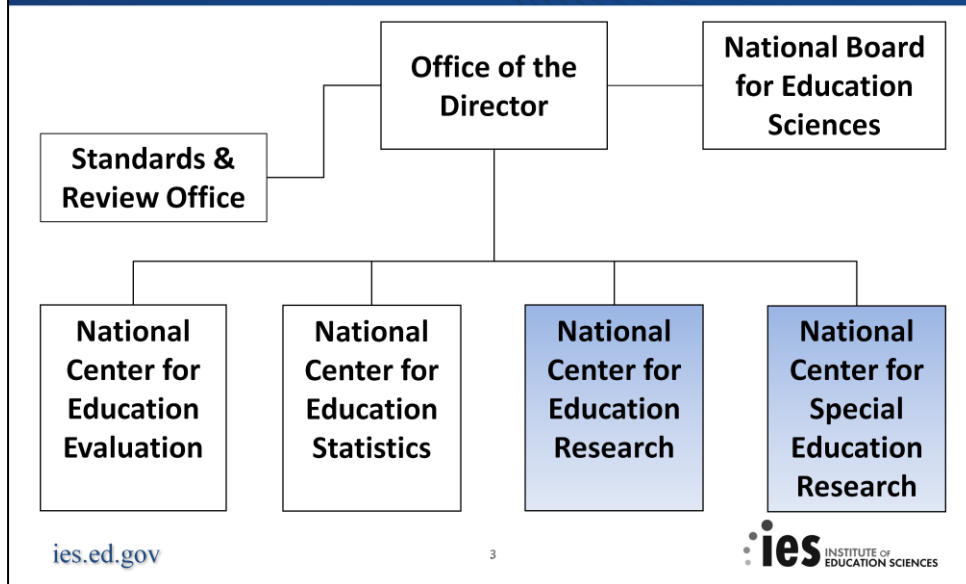 Office of the
Director
National Board
for Education
Sciences
Standards &
Review Office
National
Center for
Education
Evaluation
National
Center for
Education
Statistics
National
Center for
Education
Research
National
Center for
Special
Education
Research
ies.ed.gov
3
ies INSTITUTE OF
EDUCATION SCIENCES